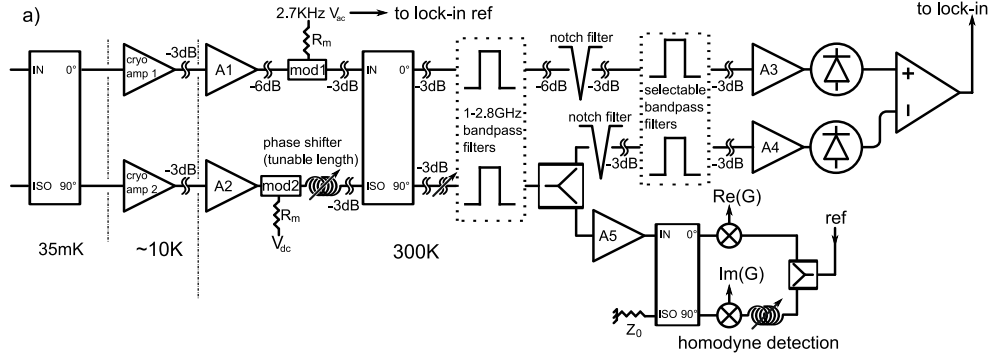 a)
2.7KHz Vac
to lock-in ref
to lock-in
Rm
-3dB
cryo
amp 1
A1
-6dB
mod1
-3dB
IN 0°
IN 0°
-3dB
1-2.8GHz
bandpass
filters
-6dB
notch filter
-3dB
selectable
bandpass
filters
-3dB
A3
+
-
notch filter
-3dB
-3dB
A4
phase shifter
(tunable length)
-3dB
ISO 90°
cryo
amp 2
A2
mod2
-3dB
ISO 90°
-3dB
Rm
Vdc
35mK
~10K
300K
A5
IN 0°
Re(G)
ref
Im(G)
ISO 90°
Z0
homodyne detection